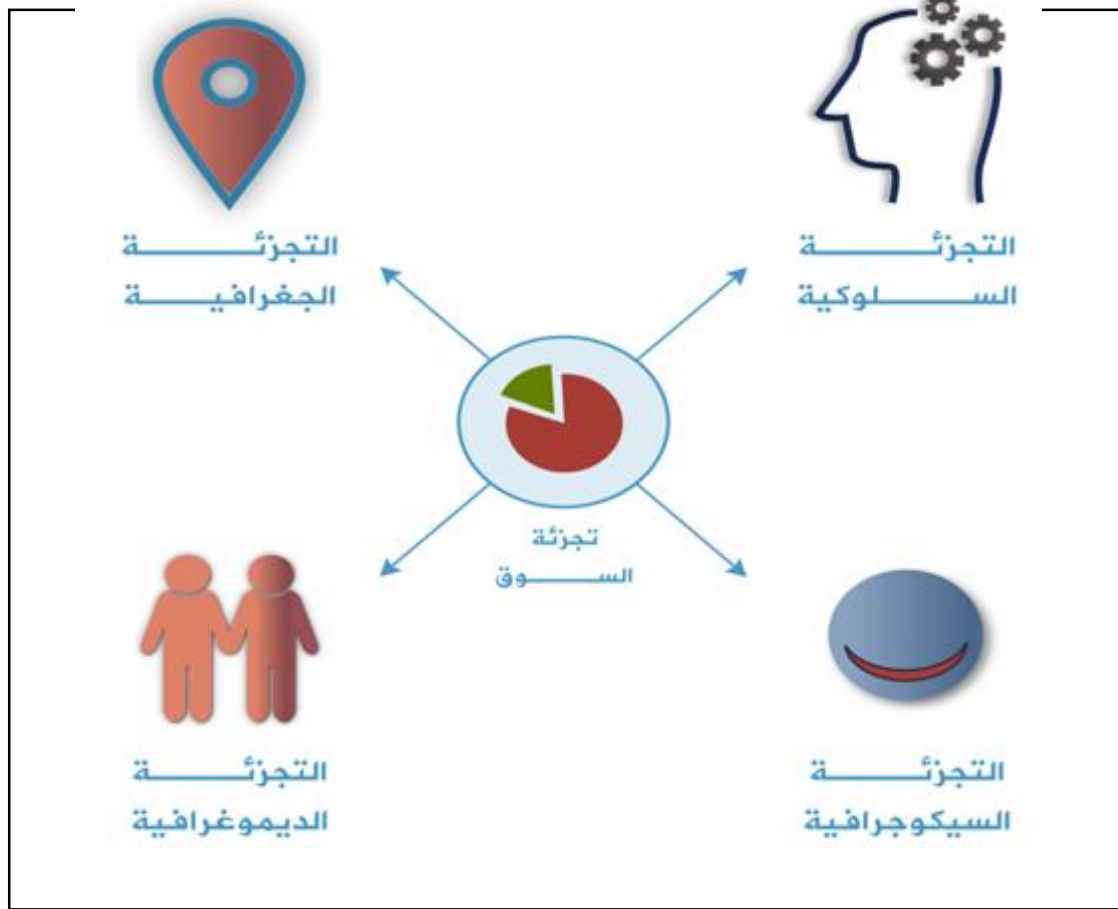 التجزئة
السلوكية
التجزئة
الجغرافية
تجزئة
السوق
التجزئة
السيكوجرافية
التجزئة
الديموغرافية